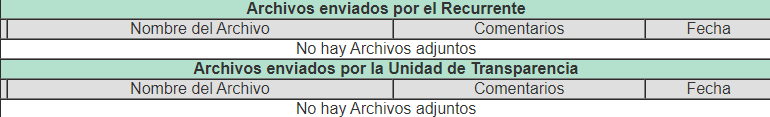 Archivos enviados por el Recurrente
Nombre del Archivo Comentarios Fecha
No hay Archivos adjuntos
Archivos enviados por la Unidad de Transparencia
Nombre del Archivo Comentarios Fecha
No hay Archivos adjuntos